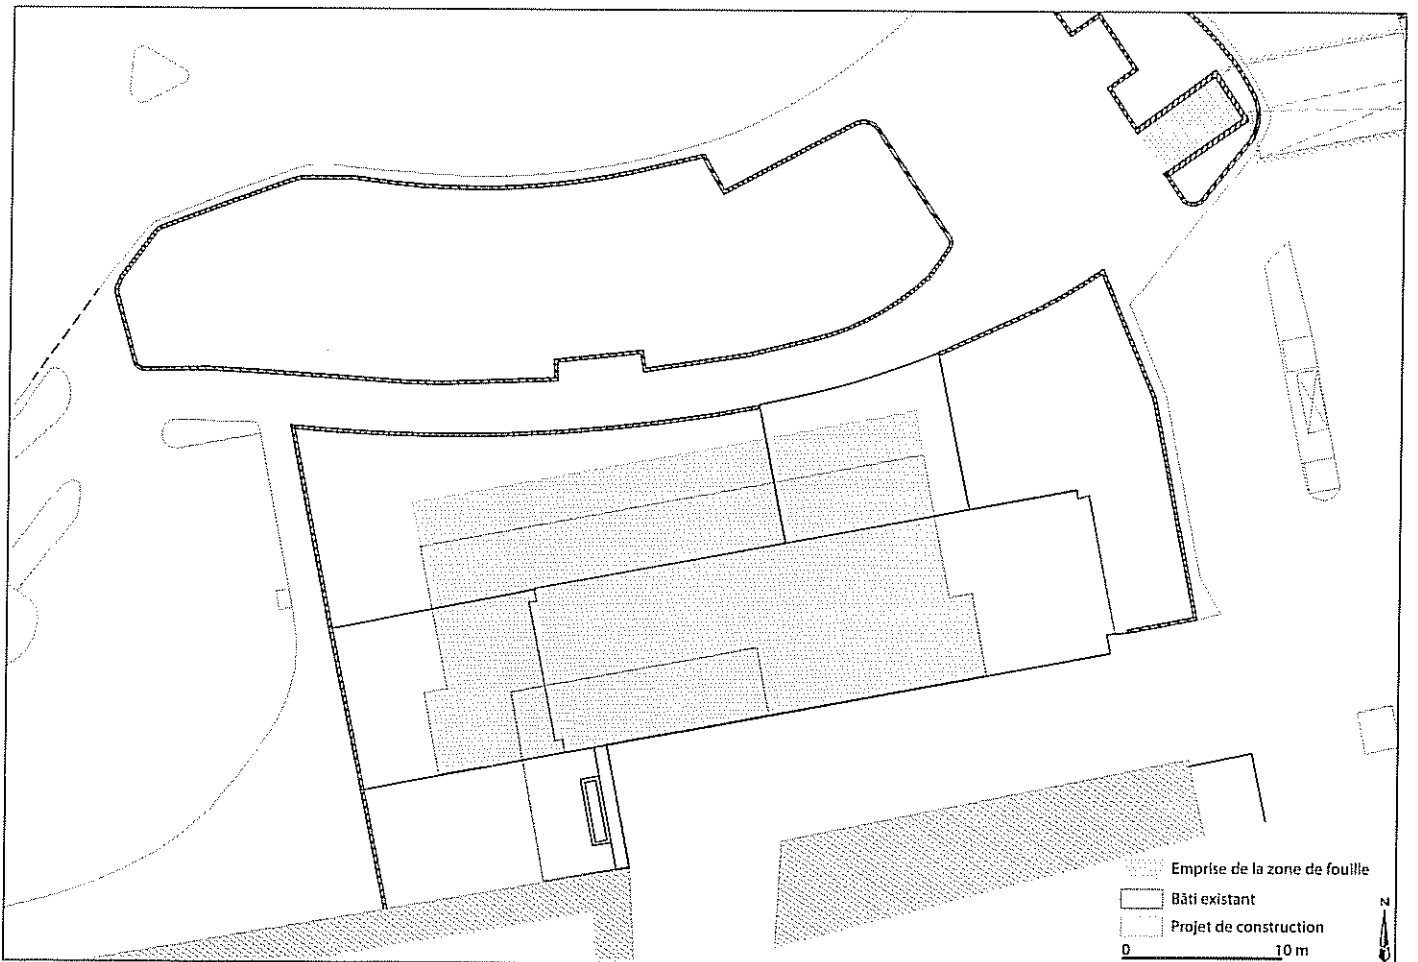 Emprise de la zone de fouille
Bâti existant
Projet de construction
0 10 m
N